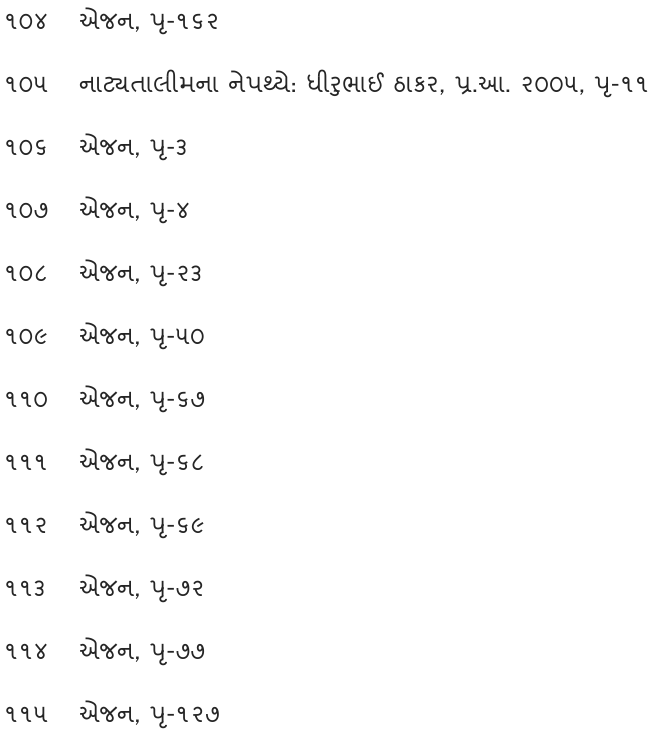 ૧૦૪ એજન, પૃ-૧૬૨
૧૦૫ નાટ્યતાલીમના નેપથ્યે: ધીરુભાઈ ઠાકર, પ્ર.આ. ૨૦૦૫, પૃ-૧૧
૧૦૬ એજન, પૃ-૩
૧૦૭ એજન, પૃ-૪
૧૦૮ એજન, પૃ-૨૩
૧૦૯ એજન, પૃ-૫૦
૧૧૦ એજન, પૃ-૬૭
૧૧૧ એજન, પૃ-૬૮
૧૧૨ એજન, પૃ-૬૯
૧૧૩ એજન, પૃ-૭૨
૧૧૪ એજન, પૃ-૭૭
૧૧૫ એજન, પૃ-૧૨૭